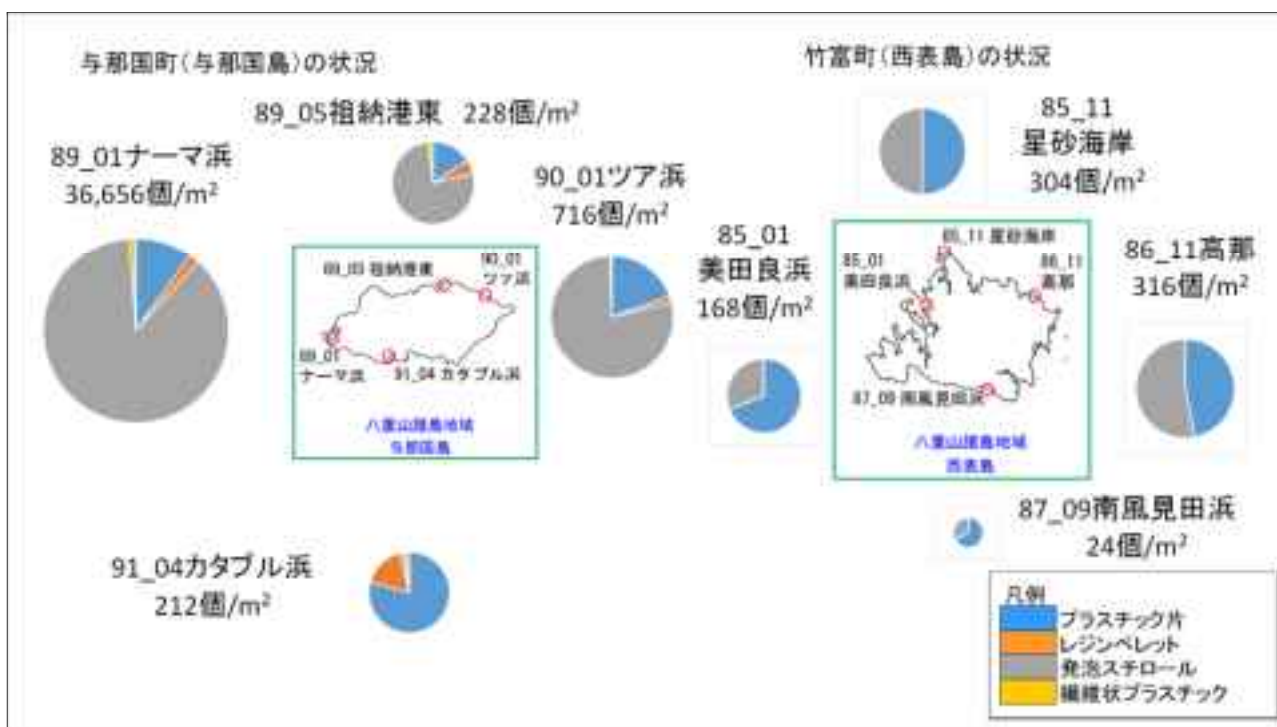 与那国町(与那国島)の状況
89_05祖納港東 228個/m²
89_01ナーマ浜
36,656個/m²
90_01ツァ浜
716個/m²
89_05 祖納港東
90_01
ツァ浜
89_01
ナーマ浜
91_04 カタブル浜
八重山諸島地域
与那国島
91_04カタブル浜
212個/m²
竹富町(西表島)の状況
85_11
星砂海岸
304個/m²
85_01
美田良浜
168個/m²
86_11高那
316個/m²
85_11 星砂海岸
85_01
美田良浜
86_11
高那
87_09 南風見田浜
八重山諸島地域
西表島
87_09南風見田浜
24個/m²
凡例
プラスチック片
レジンペレット
発泡スチロール
繊維状プラスチック